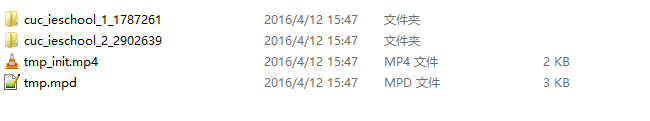 cuc_ieschool_1_1787261 2016/4/12 15:47 文件夹
cuc_ieschool_2_2902639 2016/4/12 15:47 文件夹
tmp_init.mp4 2016/4/12 15:47 MP4 文件 2 KB
tmp.mpd 2016/4/12 15:47 MPD 文件 3 KB